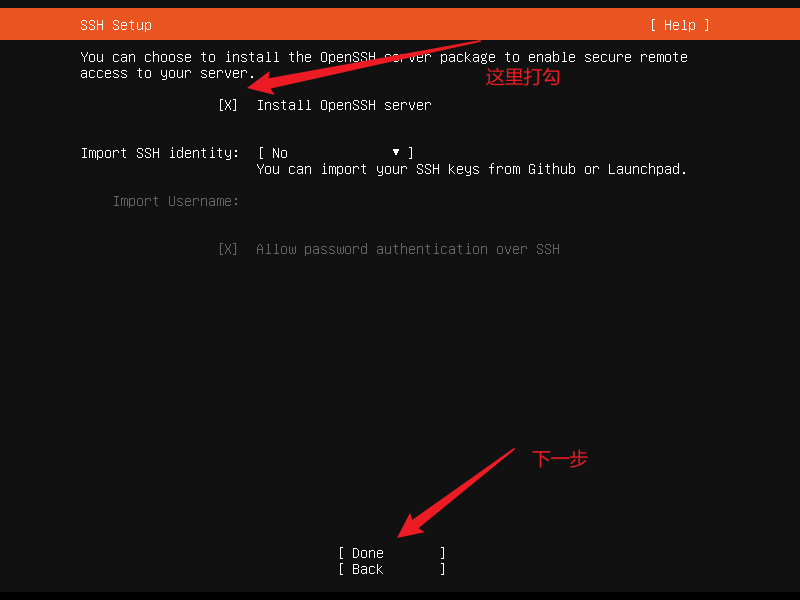 SSH Setup [ Help ]
You can choose to install the OpenSSH server package to enable secure remote
access to your server.
这里打勾
[X] Install OpenSSH server
Import SSH identity: [ No ▼ ]
You can import your SSH keys from Github or Launchpad.
Import Username:
[X] Allow password authentication over SSH
下一步
[ Done ]
[ Back ]